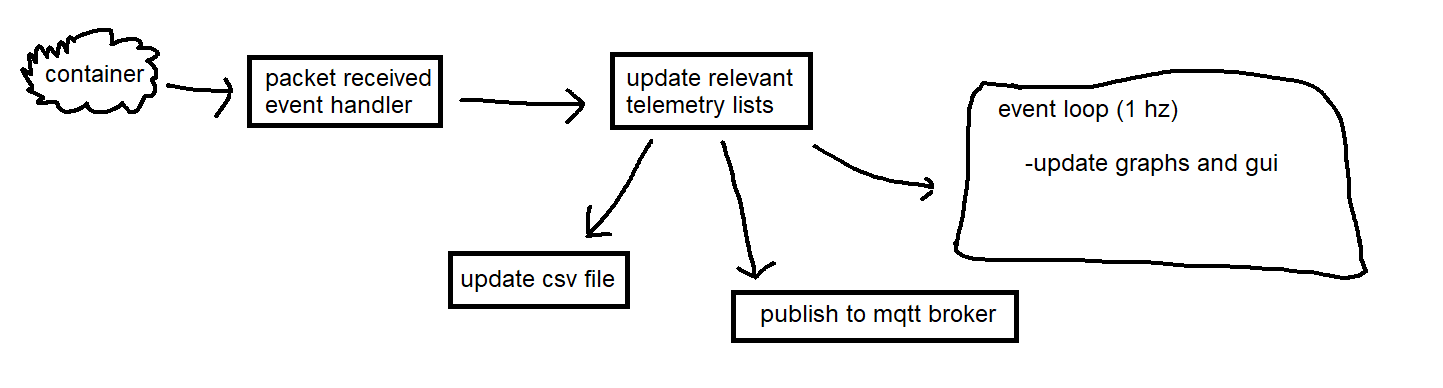 container
packet received
event handler
update relevant
telemetry lists
event loop (1 hz)
-update graphs and gui
update csv file
publish to mqtt broker